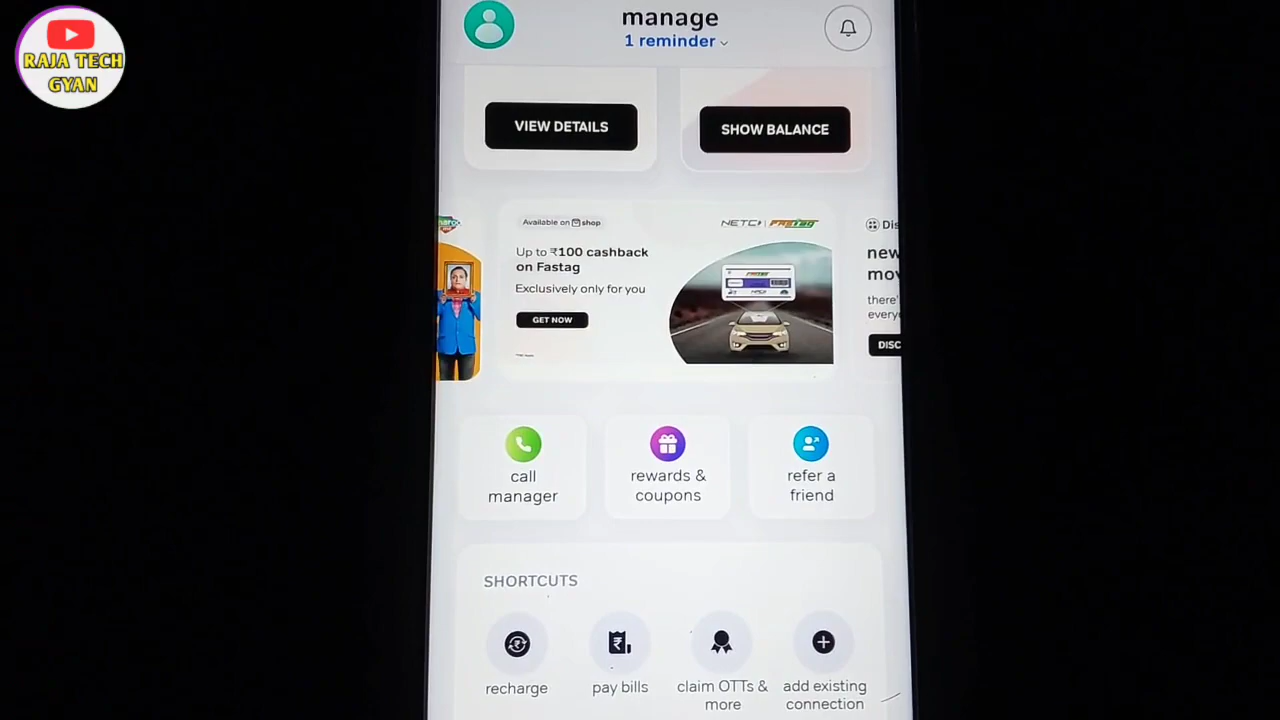 RAJA TECH
GYAN
manage
1 reminder
VIEW DETAILS
SHOW BALANCE
Available on shop
NETC FASTag
Up to ₹100 cashback
on Fastag
Exclusively only for you
GET NOW
Dis
new
mov
there'
every
DISC
call
manager
rewards &
coupons
refer a
friend
SHORTCUTS
recharge
pay bills
claim OTTs &
more
add existing
connection